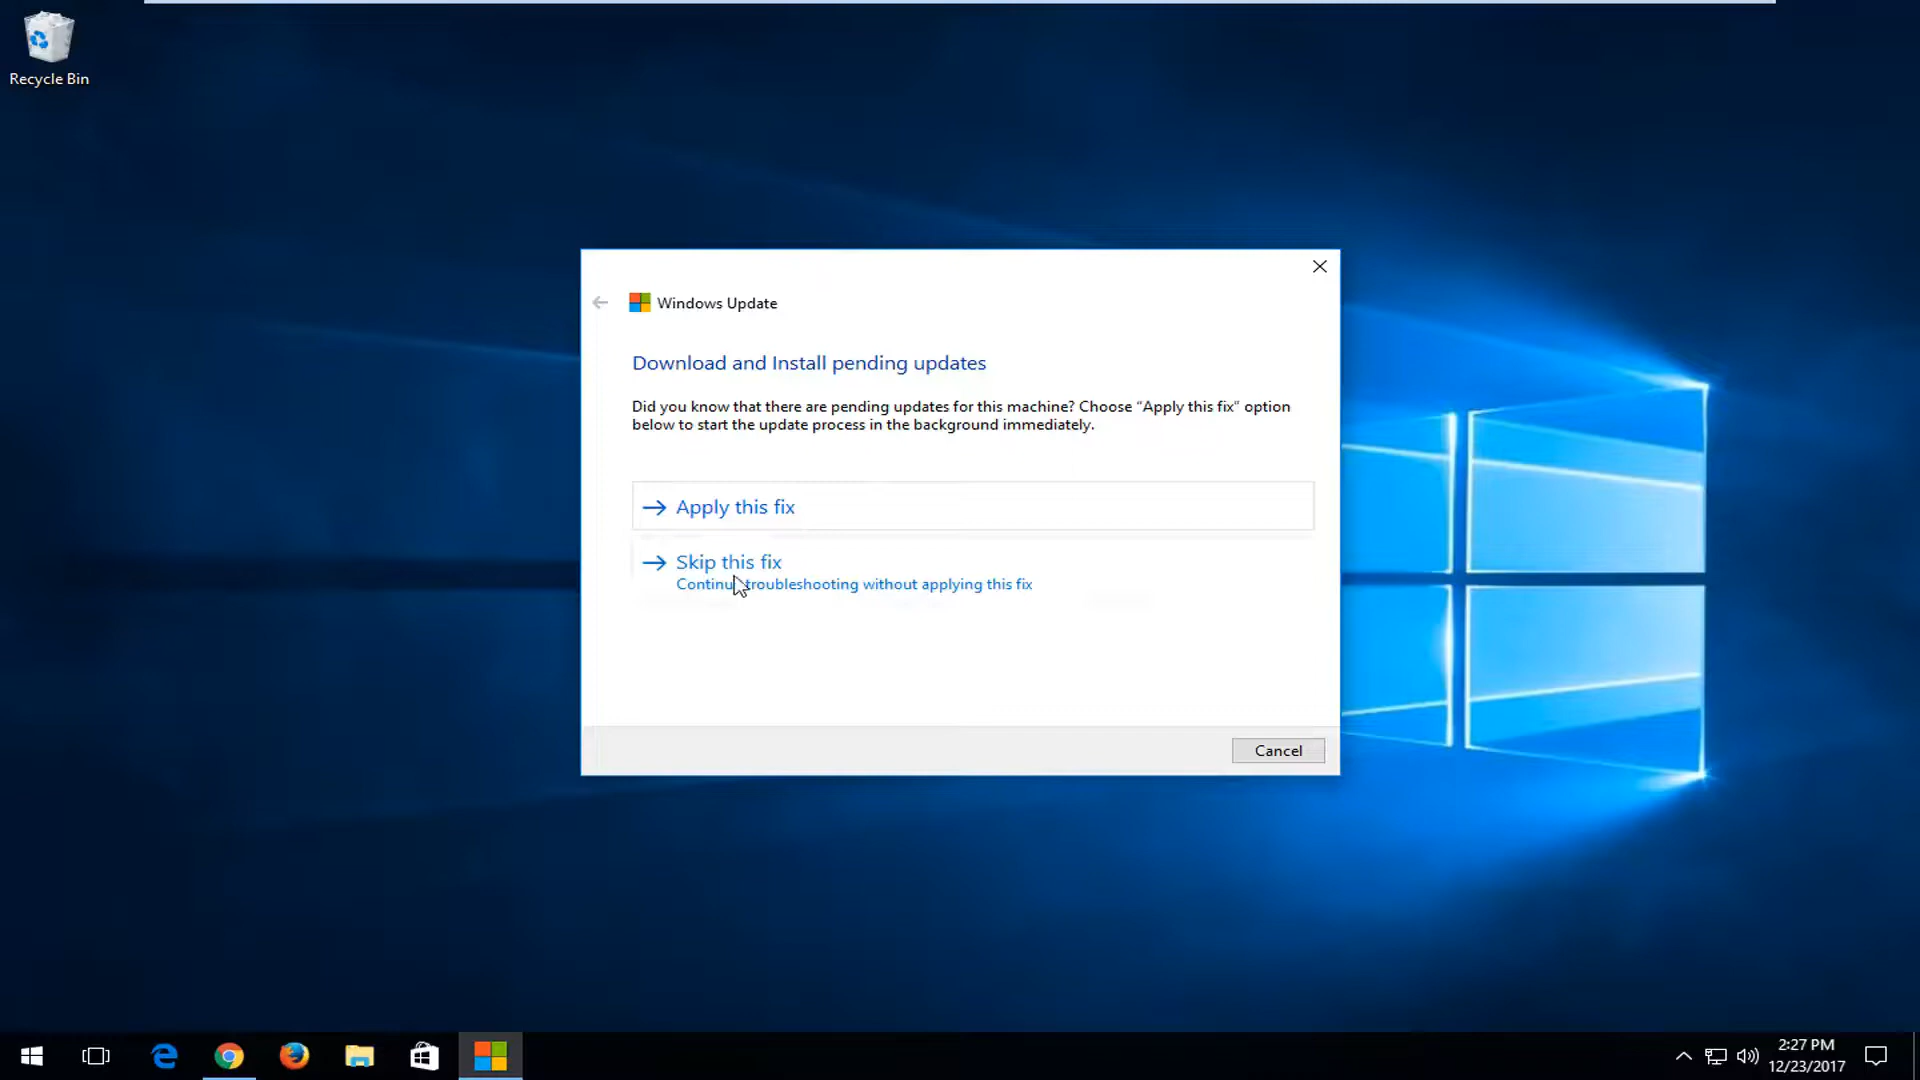 Recycle Bin
Windows Update
Download and Install pending updates
Did you know that there are pending updates for this machine? Choose “Apply this fix” option
below to start the update process in the background immediately.
Apply this fix
Skip this fix
Continue troubleshooting without applying this fix
Cancel
2:27 PM
12/23/2017